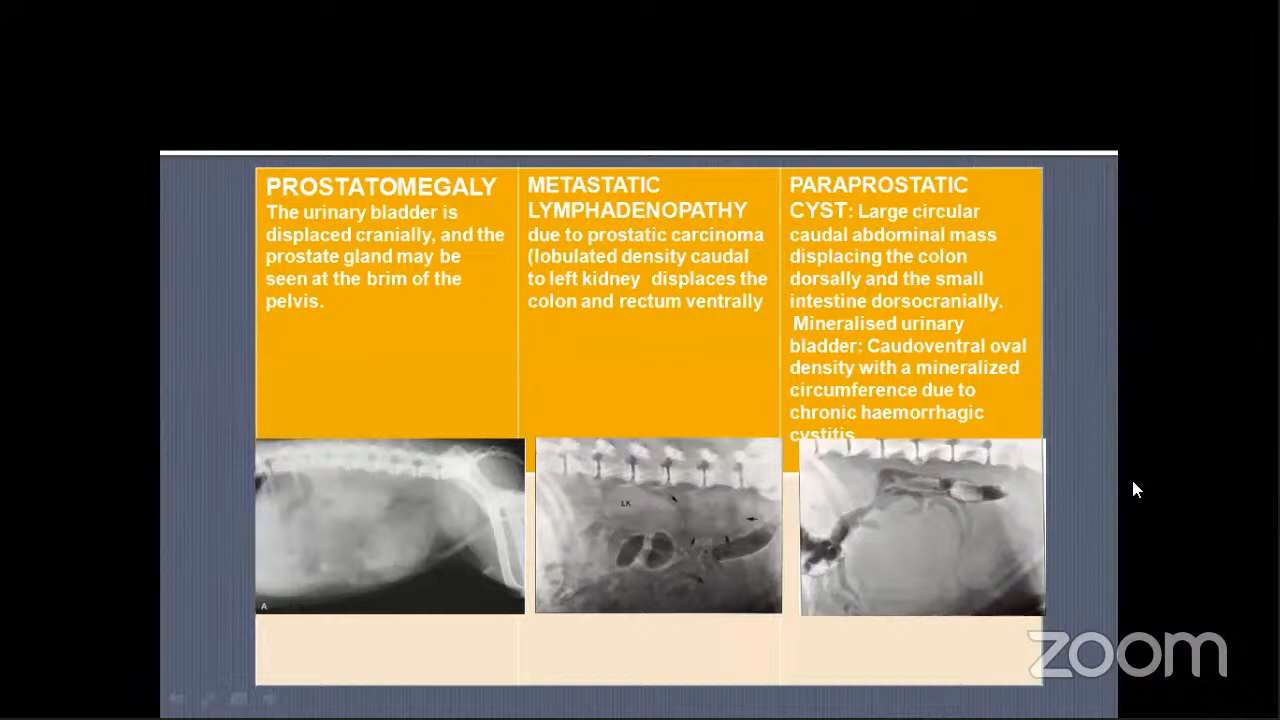 PROSTATOMEGALY
The urinary bladder is
displaced cranially, and the
prostate gland may be
seen at the brim of the
pelvis.
METASTATIC
LYMPHADENOPATHY
due to prostatic carcinoma
(lobulated density caudal
to left kidney displaces the
colon and rectum ventrally
PARAPROSTATIC
CYST: Large circular
caudal abdominal mass
displacing the colon
dorsally and the small
intestine dorsocranially.
Mineralised urinary
bladder: Caudoventral oval
density with a mineralized
circumference due to
chronic haemorrhagic
cystitis
A
LK
zoom